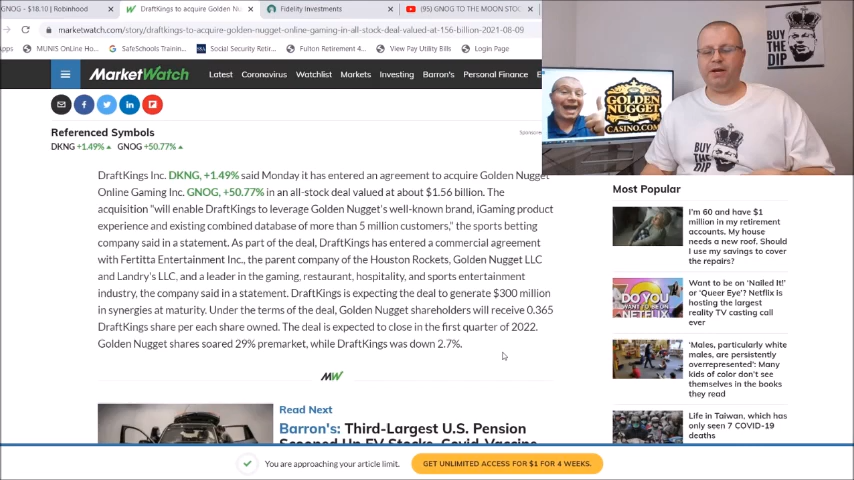 GNOG - $18.10 | Robinhood
DraftKings to acquire Golden Nu
Fidelity Investments
(95) GNOG TO THE MOON STOC
marketwatch.com/story/draftkings-to-acquire-golden-nugget-online-gaming-in-all-stock-deal-valued-at-156-billion-2021-08-09
pps
MUNIS OnLine Ho...
SafeSchools Trainin...
Social Security Retir...
Fulton Retirement 4...
View Pay Utility Bills
Login Page
MarketWatch
Latest
Coronavirus
Watchlist
Markets
Investing
Barron's
Personal Finance
Referenced Symbols
DKNG +1.49%
GNOG +50.77%
DraftKings Inc. DKNG, +1.49% said Monday it has entered an agreement to acquire Golden Nugget
Online Gaming Inc. GNOG, +50.77% in an all-stock deal valued at about $1.56 billion. The
acquisition "will enable DraftKings to leverage Golden Nugget's well-known brand, iGaming product
experience and existing combined database of more than 5 million customers," the sports betting
company said in a statement. As part of the deal, DraftKings has entered a commercial agreement
with Fertitta Entertainment Inc., the parent company of the Houston Rockets, Golden Nugget LLC
and Landry's LLC, and a leader in the gaming, restaurant, hospitality, and sports entertainment
industry, the company said in a statement. DraftKings is expecting the deal to generate $300 million
in synergies at maturity. Under the terms of the deal, Golden Nugget shareholders will receive 0.365
DraftKings share per each share owned. The deal is expected to close in the first quarter of 2022.
Golden Nugget shares soared 29% premarket, while DraftKings was down 2.7%.
MW
Read Next
Barron's: Third-Largest U.S. Pension
Scooped Up EV Stocks, Covid-Vaccine
GOLDEN
NUGGET
CASINO.COM
BUY
THE
DIP
BUY
THE
DIP
Most Popular
I'm 60 and have $1
million in my retirement
accounts. My house
needs a new roof. Should
I use my savings to cover
the repairs?
DO YOU
WANT TO BE
ON NETFLIX
Want to be on 'Nailed It!'
or 'Queer Eye'? Netflix is
hosting the largest
reality TV casting call
ever
'Males, particularly white
males, are persistently
overrepresented': Many
kids of color don't see
themselves in the books
they read
Life in Taiwan, which has
only seen 7 COVID-19
deaths
You are approaching your article limit.
GET UNLIMITED ACCESS FOR $1 FOR 4 WEEKS.